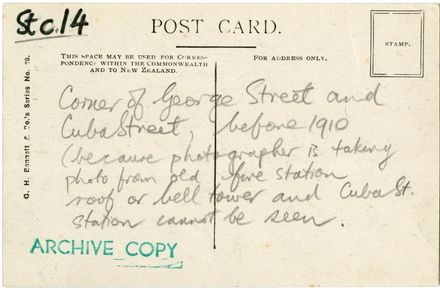 St c.14
POST CARD.
THIS SPACE MAY BE USED FOR CORRES-
PONDENCE WITHIN THE COMMONWEALTH
AND TO NEW ZEALAND.
FOR ADDRESS ONLY.
STAMP.
G. H. Bennett & Co.'s Series No.
Corner of George Street and
Cuba Street, before 1910
(because photographer is taking
photo from old fire station
roof or bell tower and Cuba St.
station cannot be seen.
ARCHIVE COPY